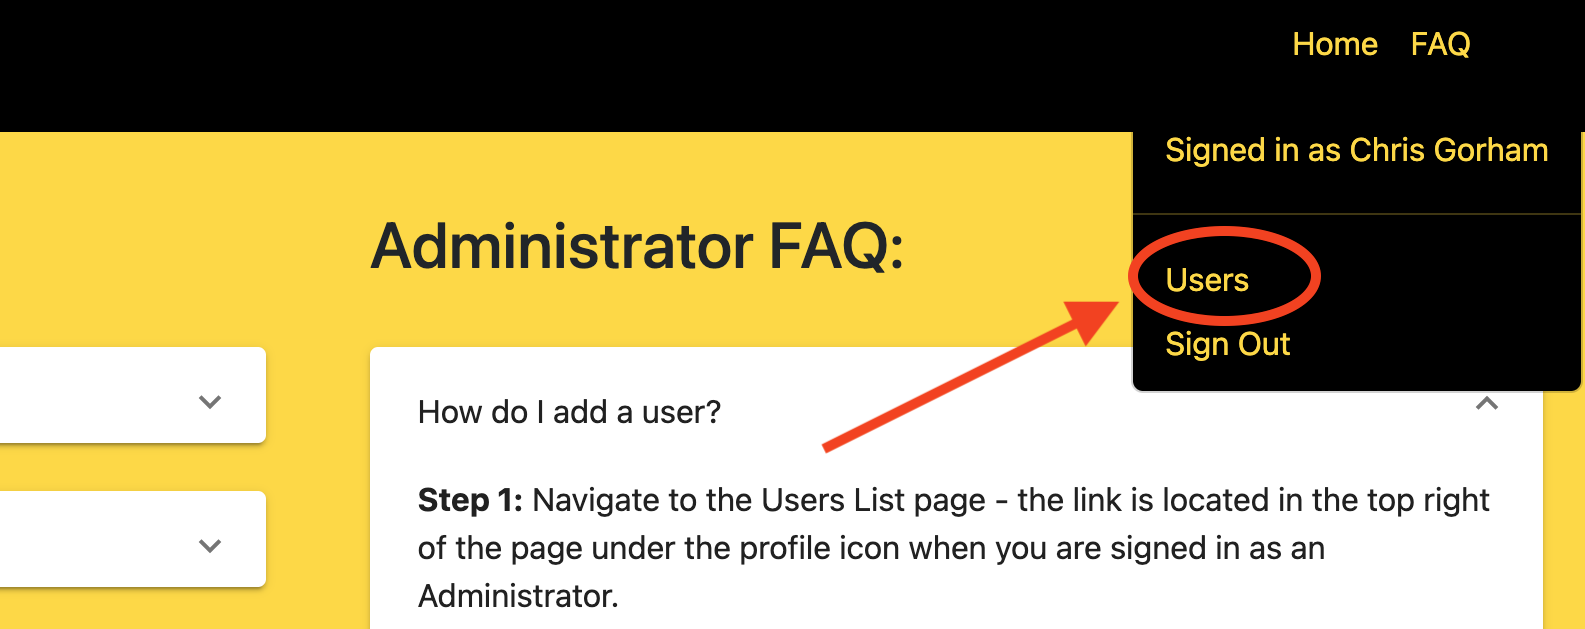 Home FAQ
Signed in as Chris Gorham
Administrator FAQ:
Users
Sign Out
How do I add a user?
Step 1: Navigate to the Users List page - the link is located in the top right
of the page under the profile icon when you are signed in as an
Administrator.